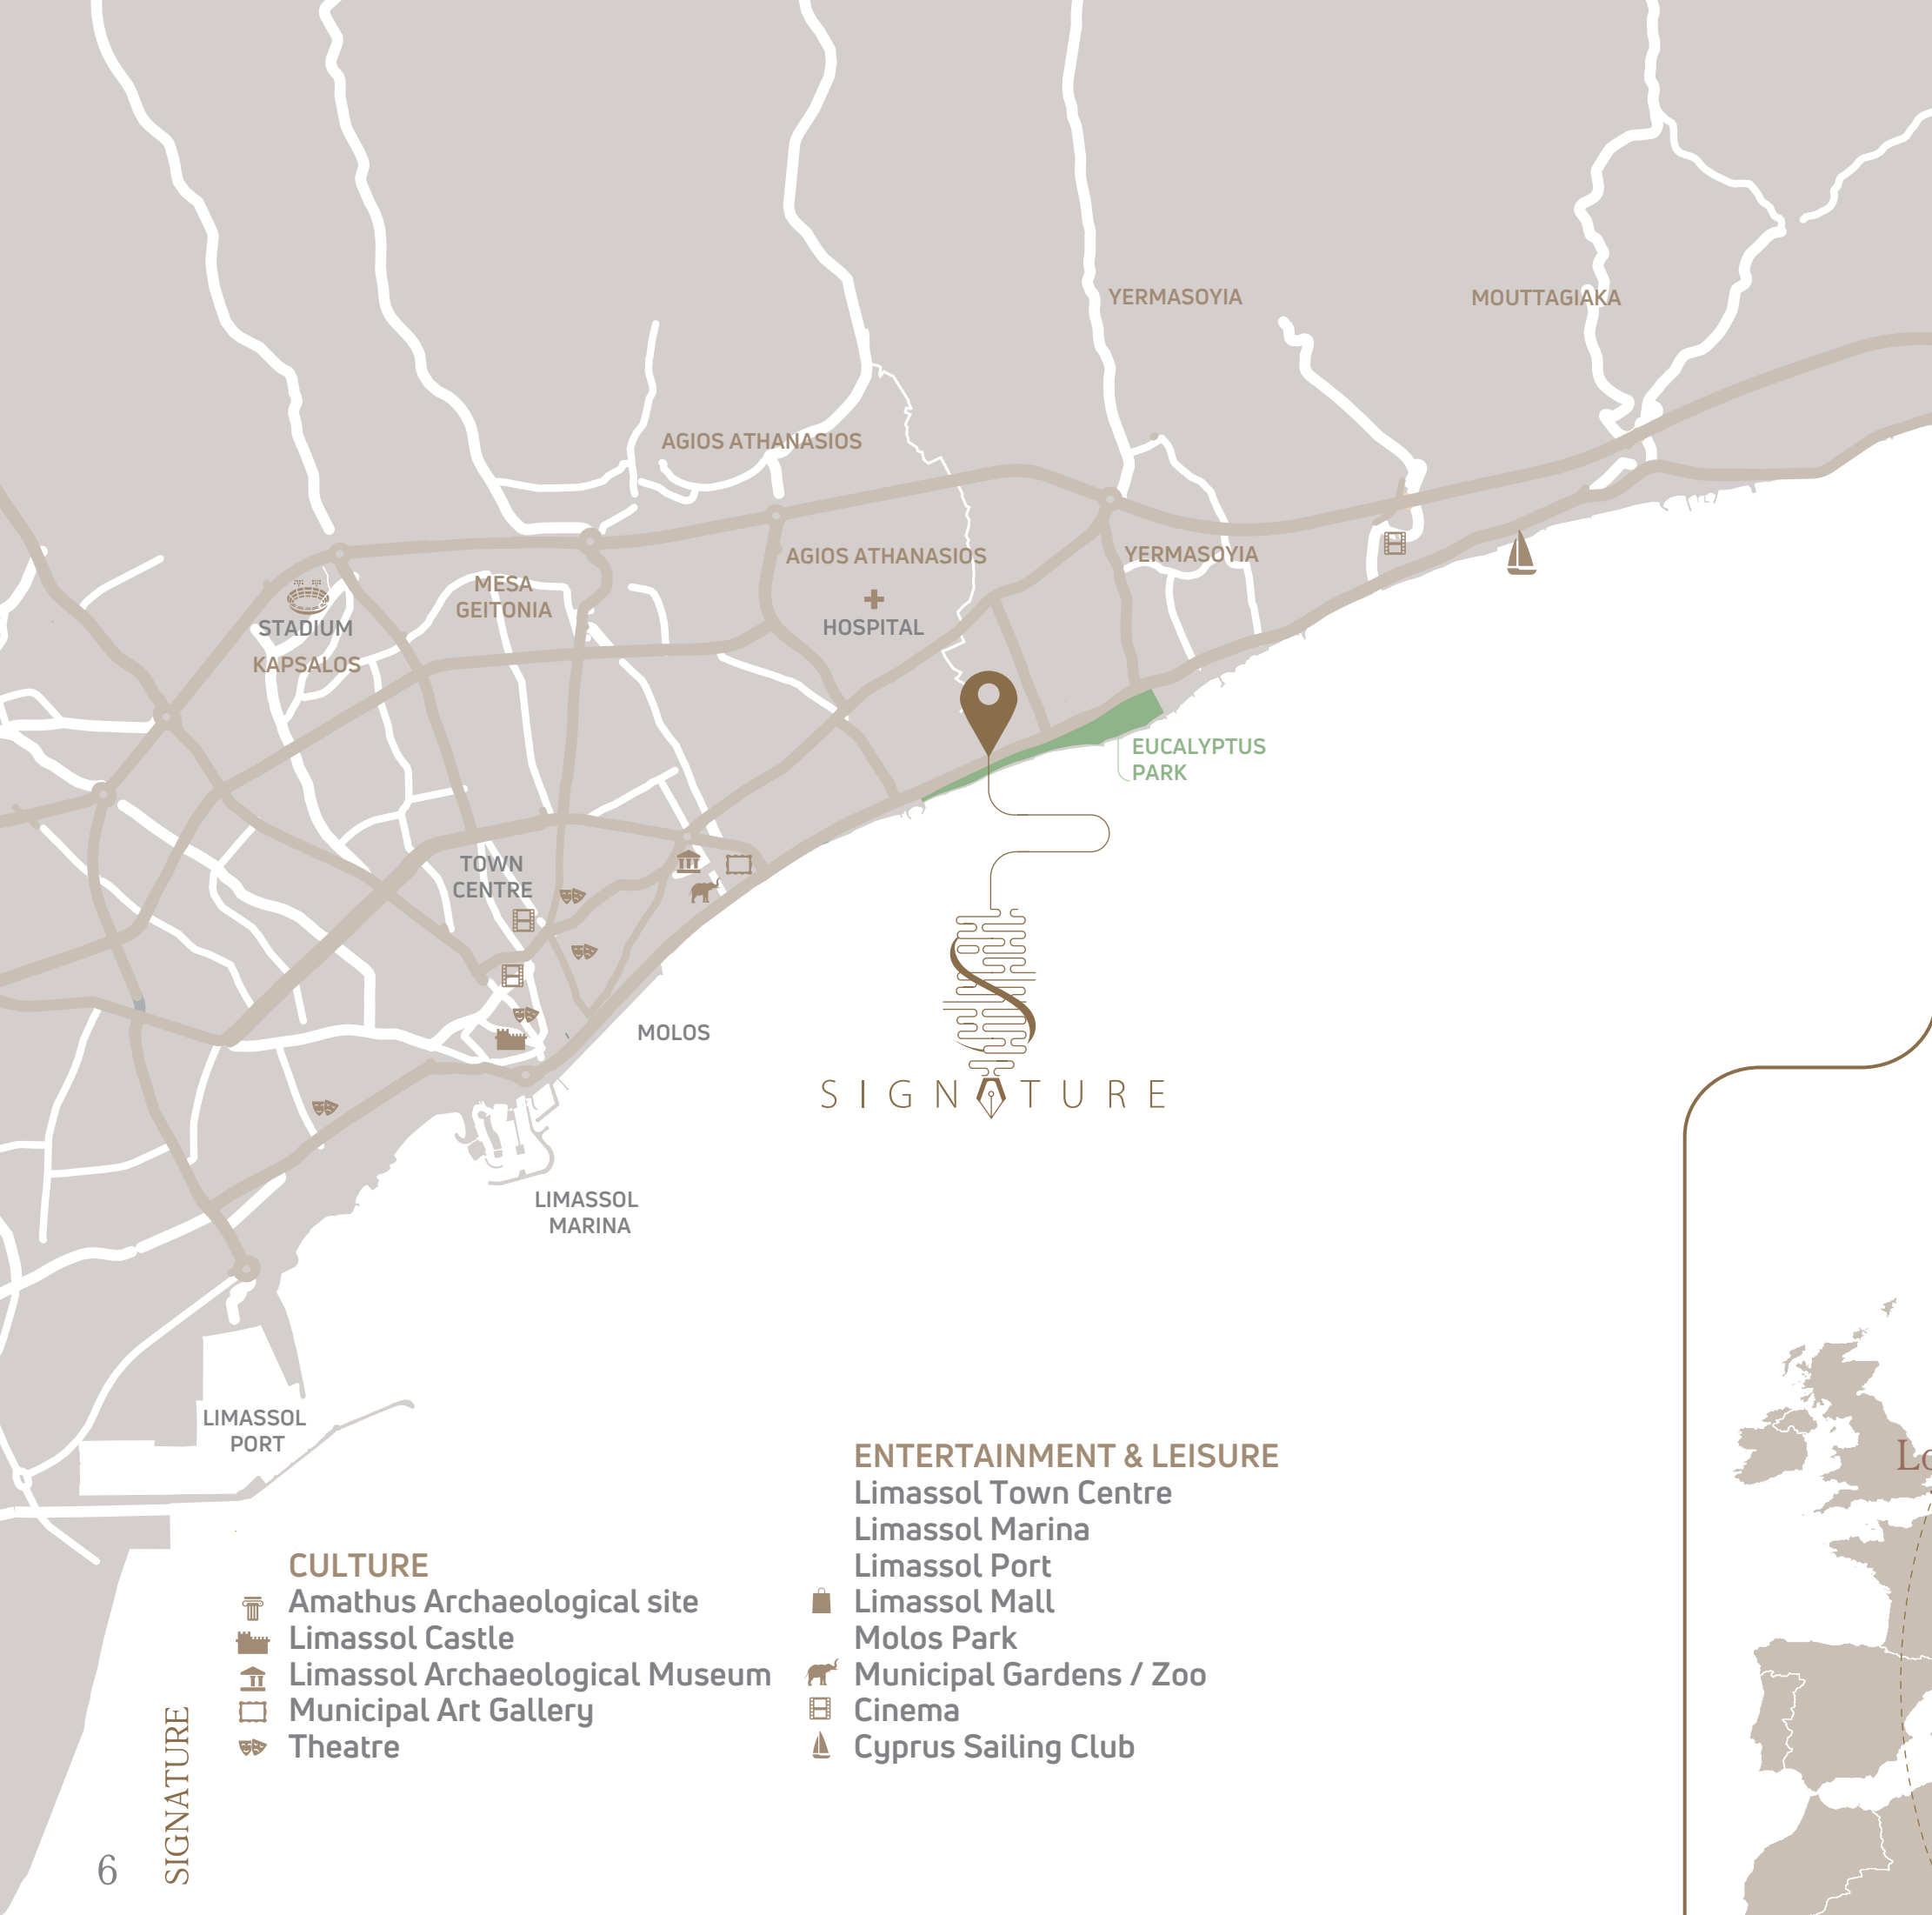 YERMASOYIA
MOUTTAGIAKA
AGIOS ATHANASIOS
AGIOS ATHANASIOS
YERMASOYIA
MESA
GEITONIA
HOSPITAL
STADIUM
KAPSALOS
EUCALYPTUS
PARK
TOWN
CENTRE
MOLOS
SIGNATURE
LIMASSOL
MARINA
LIMASSOL
PORT
CULTURE
Amathus Archaeological site
Limassol Castle
Limassol Archaeological Museum
Municipal Art Gallery
Theatre
ENTERTAINMENT & LEISURE
Limassol Town Centre
Limassol Marina
Limassol Port
Limassol Mall
Molos Park
Municipal Gardens / Zoo
Cinema
Cyprus Sailing Club
SIGNATURE
6